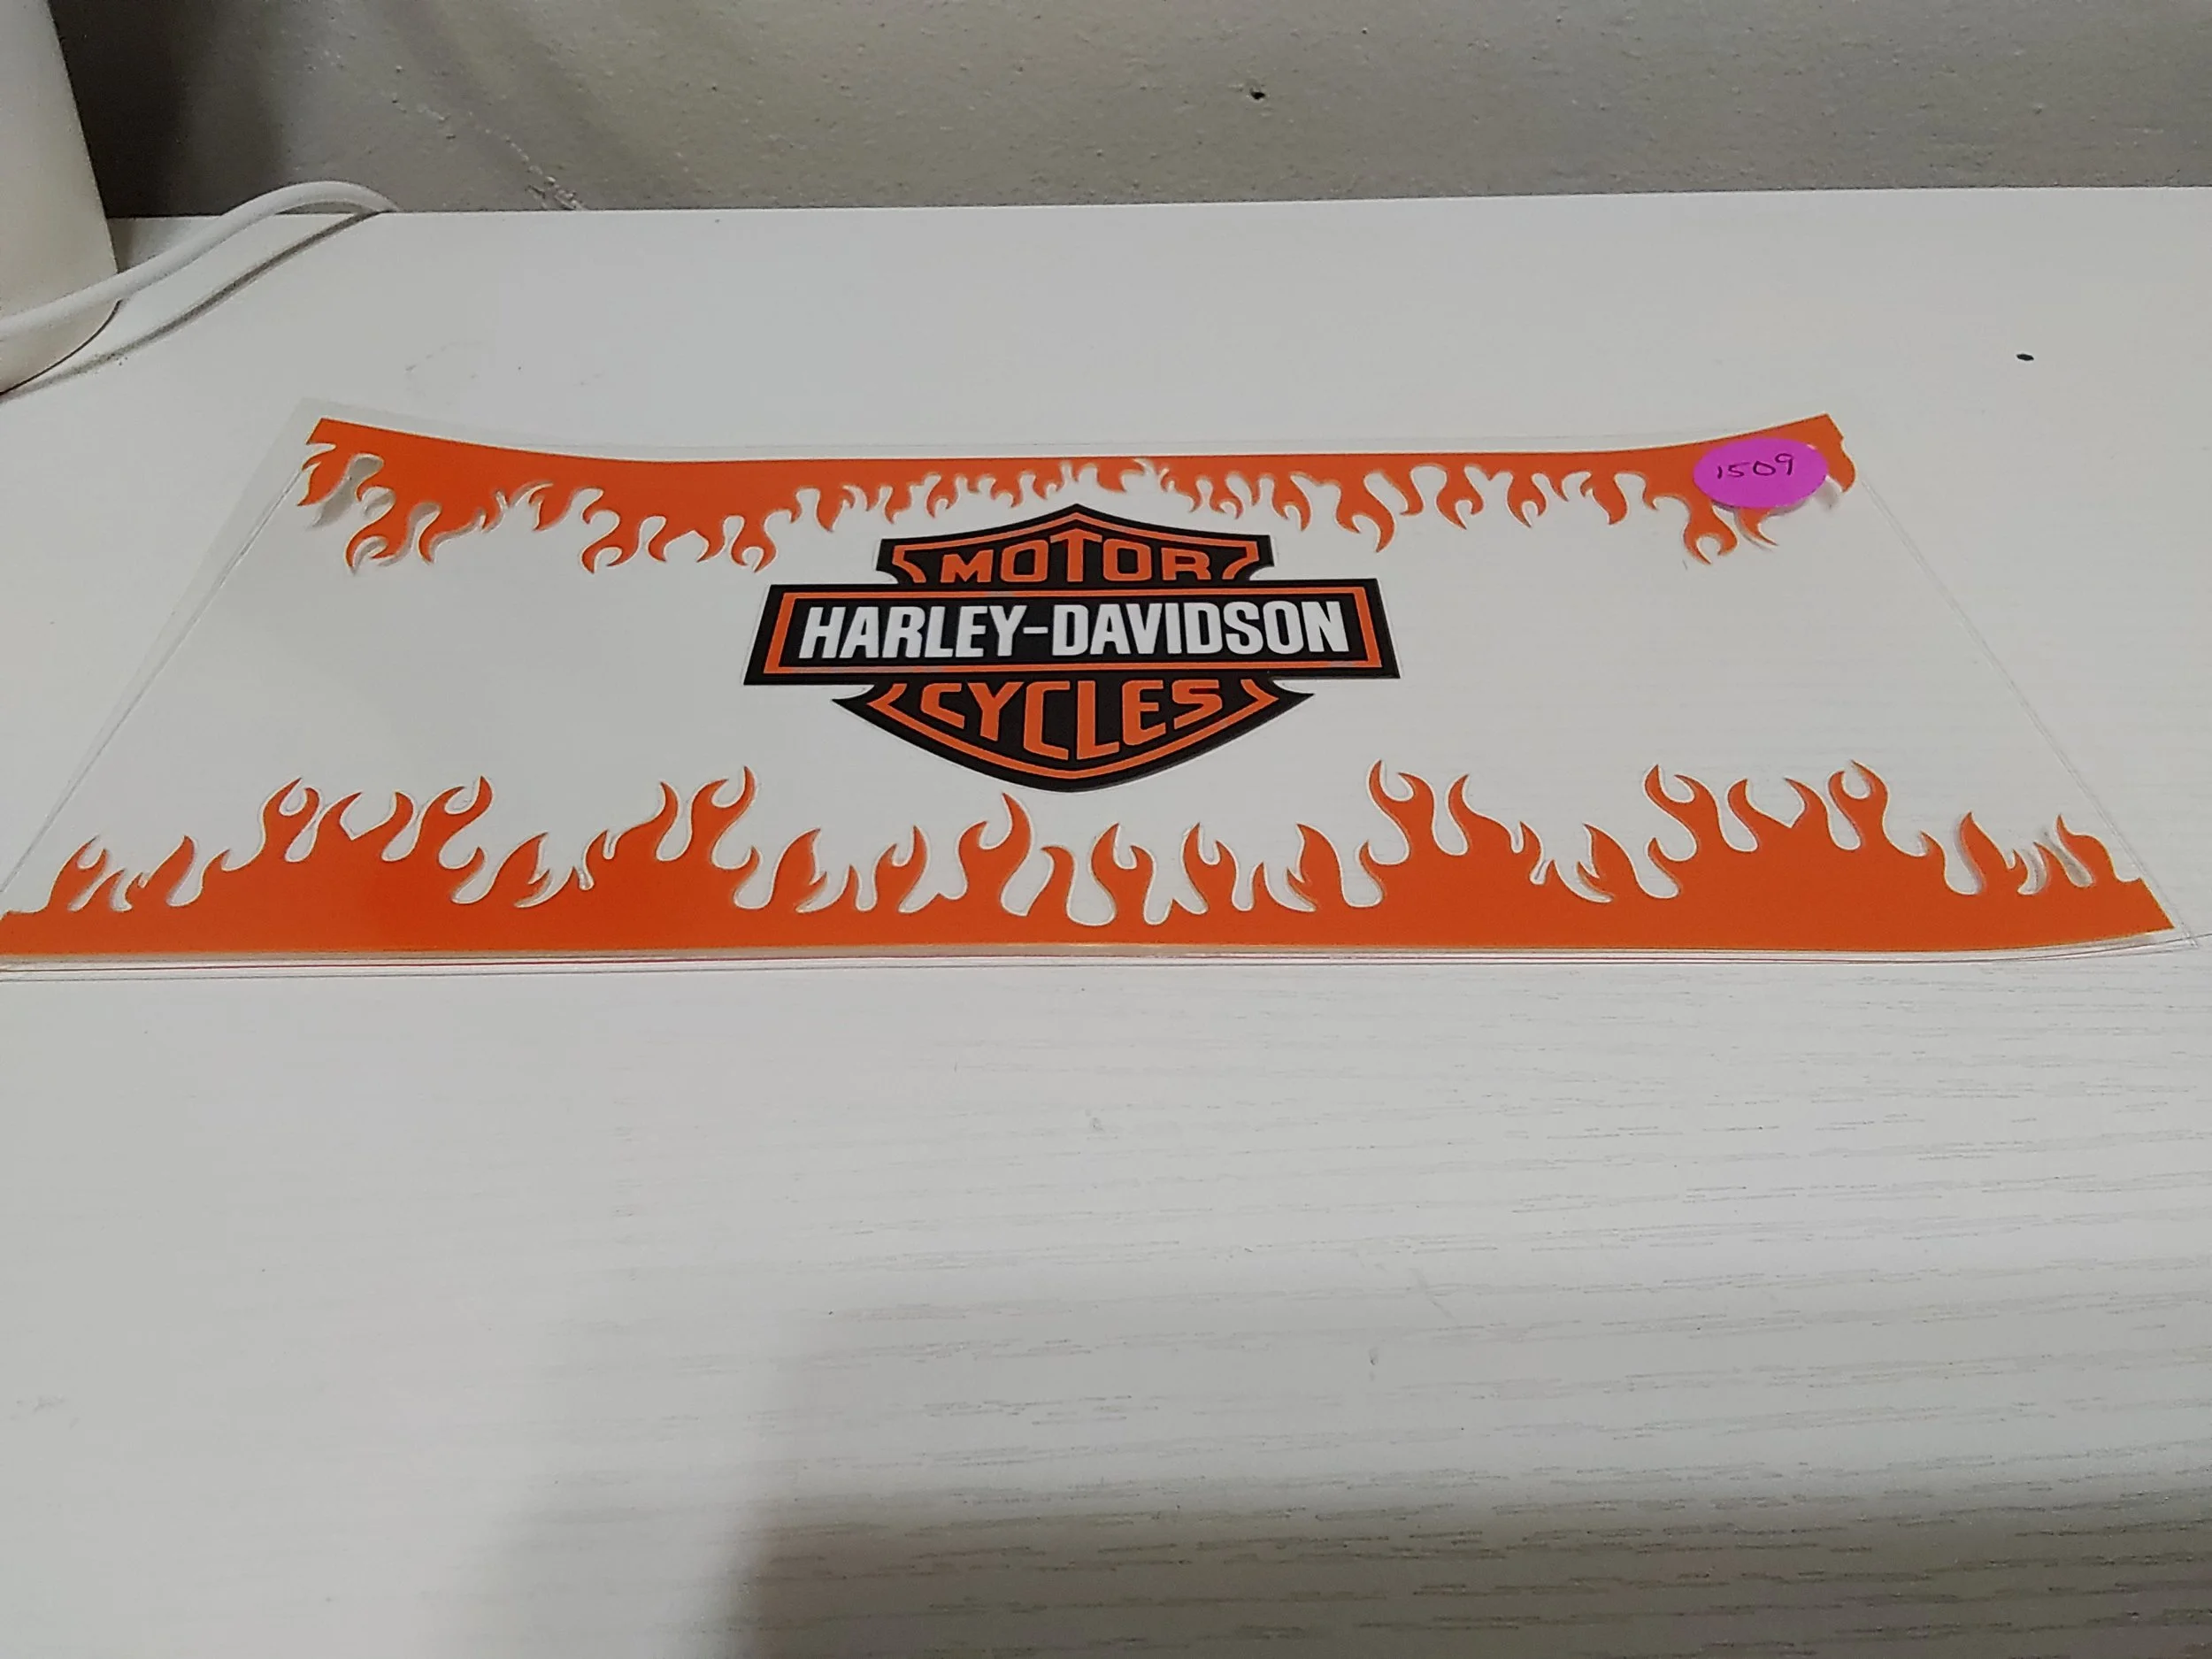 1509
MOTOR
HARLEY-DAVIDSON
CYCLES